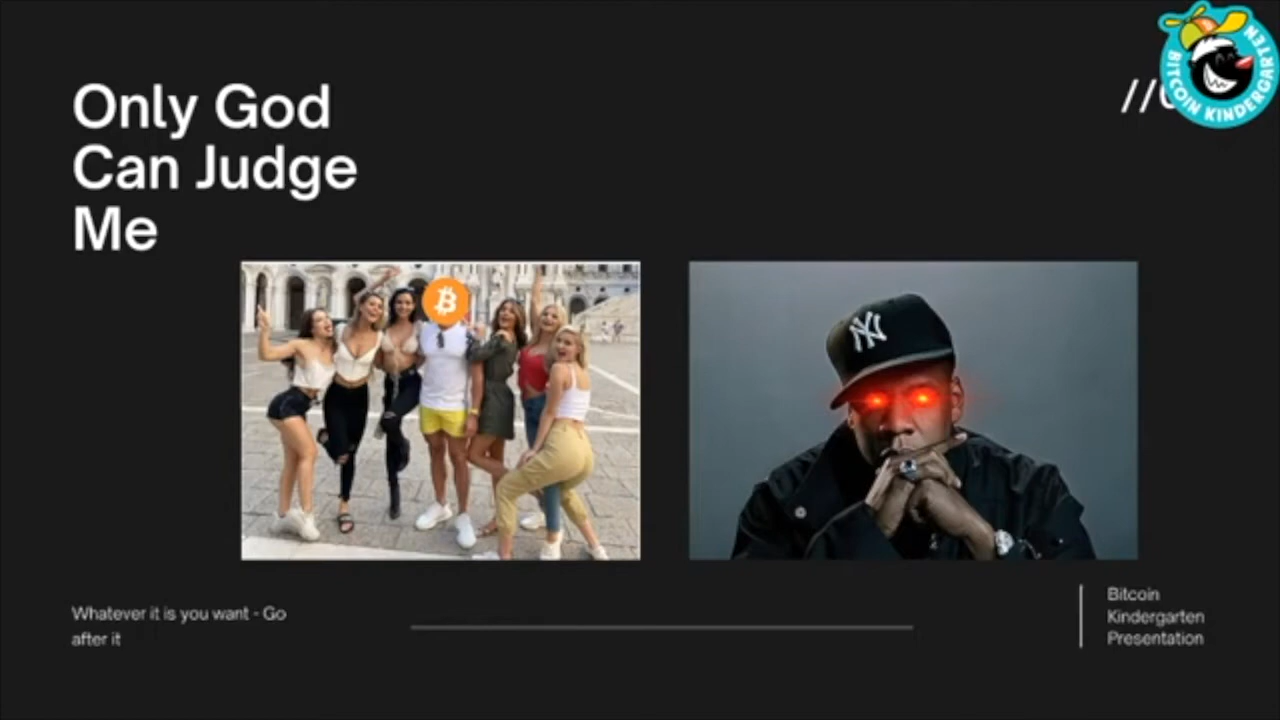 Only God
Can Judge
Me
//0
BITCOIN KINDERGARTEN
NY
Whatever it is you want - Go
after it
Bitcoin
Kindergarten
Presentation